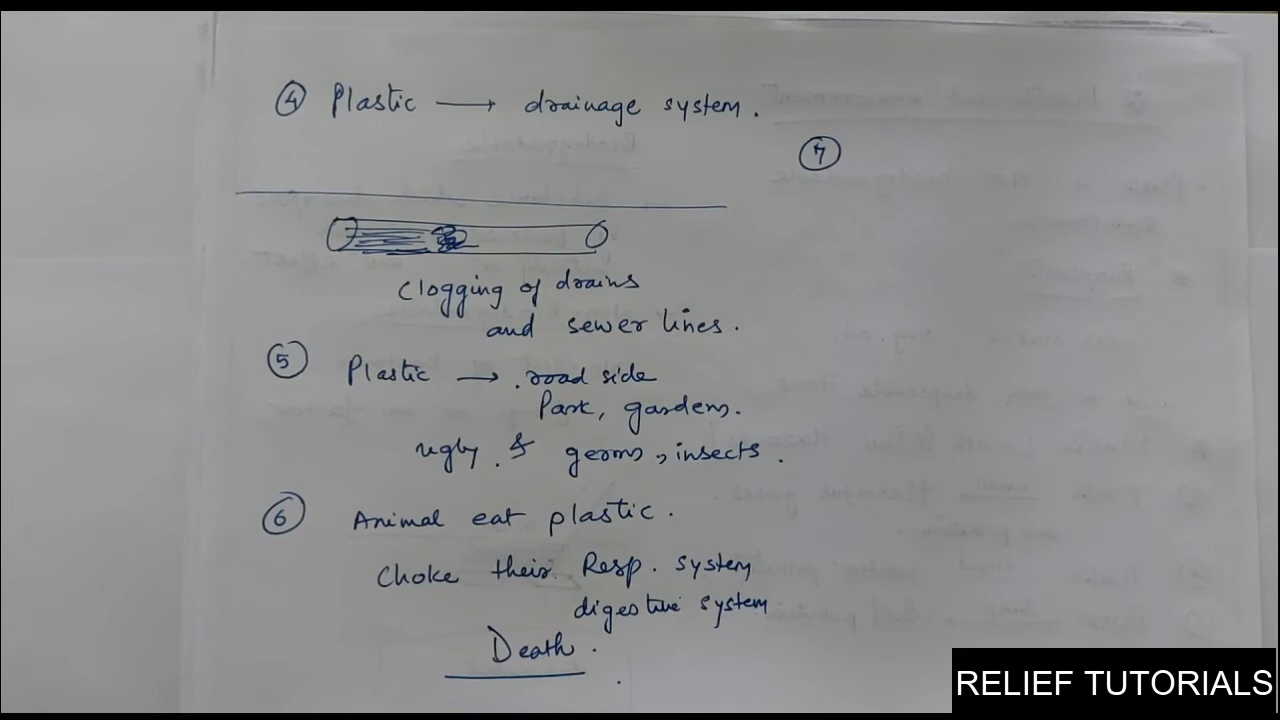 ④ Plastic → drainage system.
⑦
Clogging of drains
and sewer lines.
⑤ Plastic → road side
Park, gardens.
ugly & germs, insects.
⑥ Animal eat plastic.
Choke their Resp. system
digestive system
Death.
RELIEF TUTORIALS